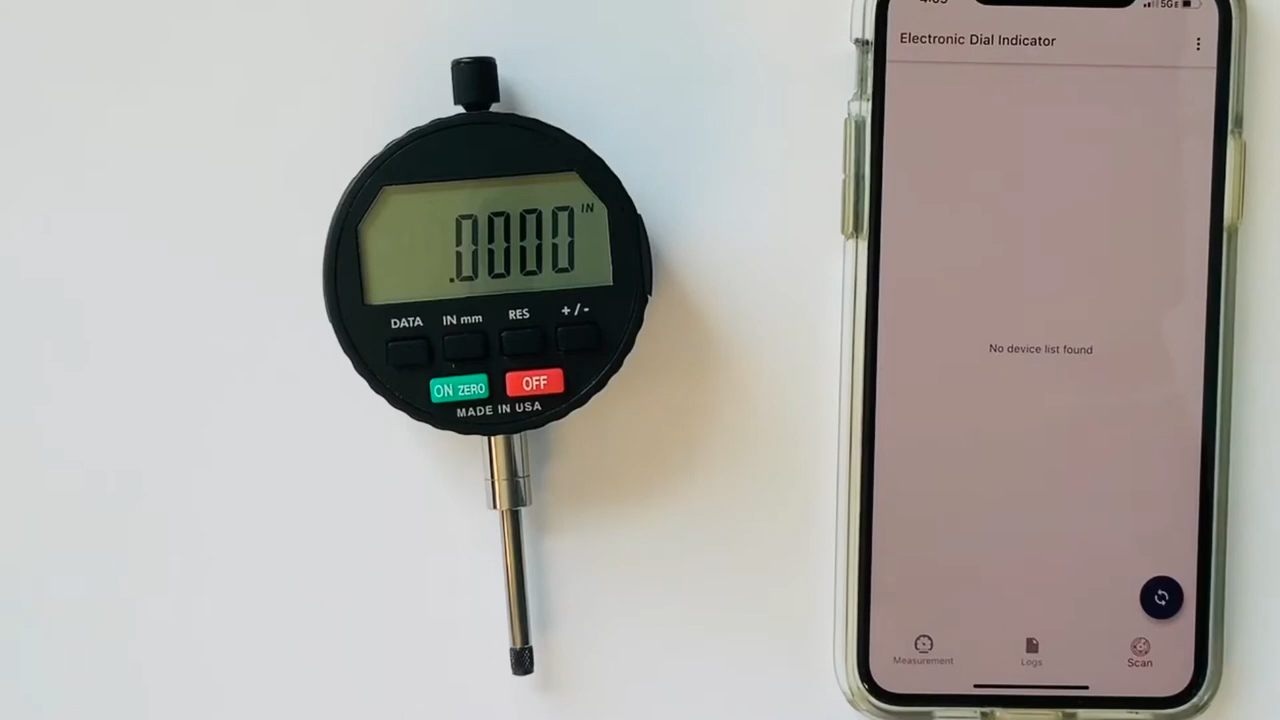 IN
.0000
DATA IN mm RES +/-
ON ZERO OFF
MADE IN USA
5GE
Electronic Dial Indicator
No device list found
Measurement Logs Scan